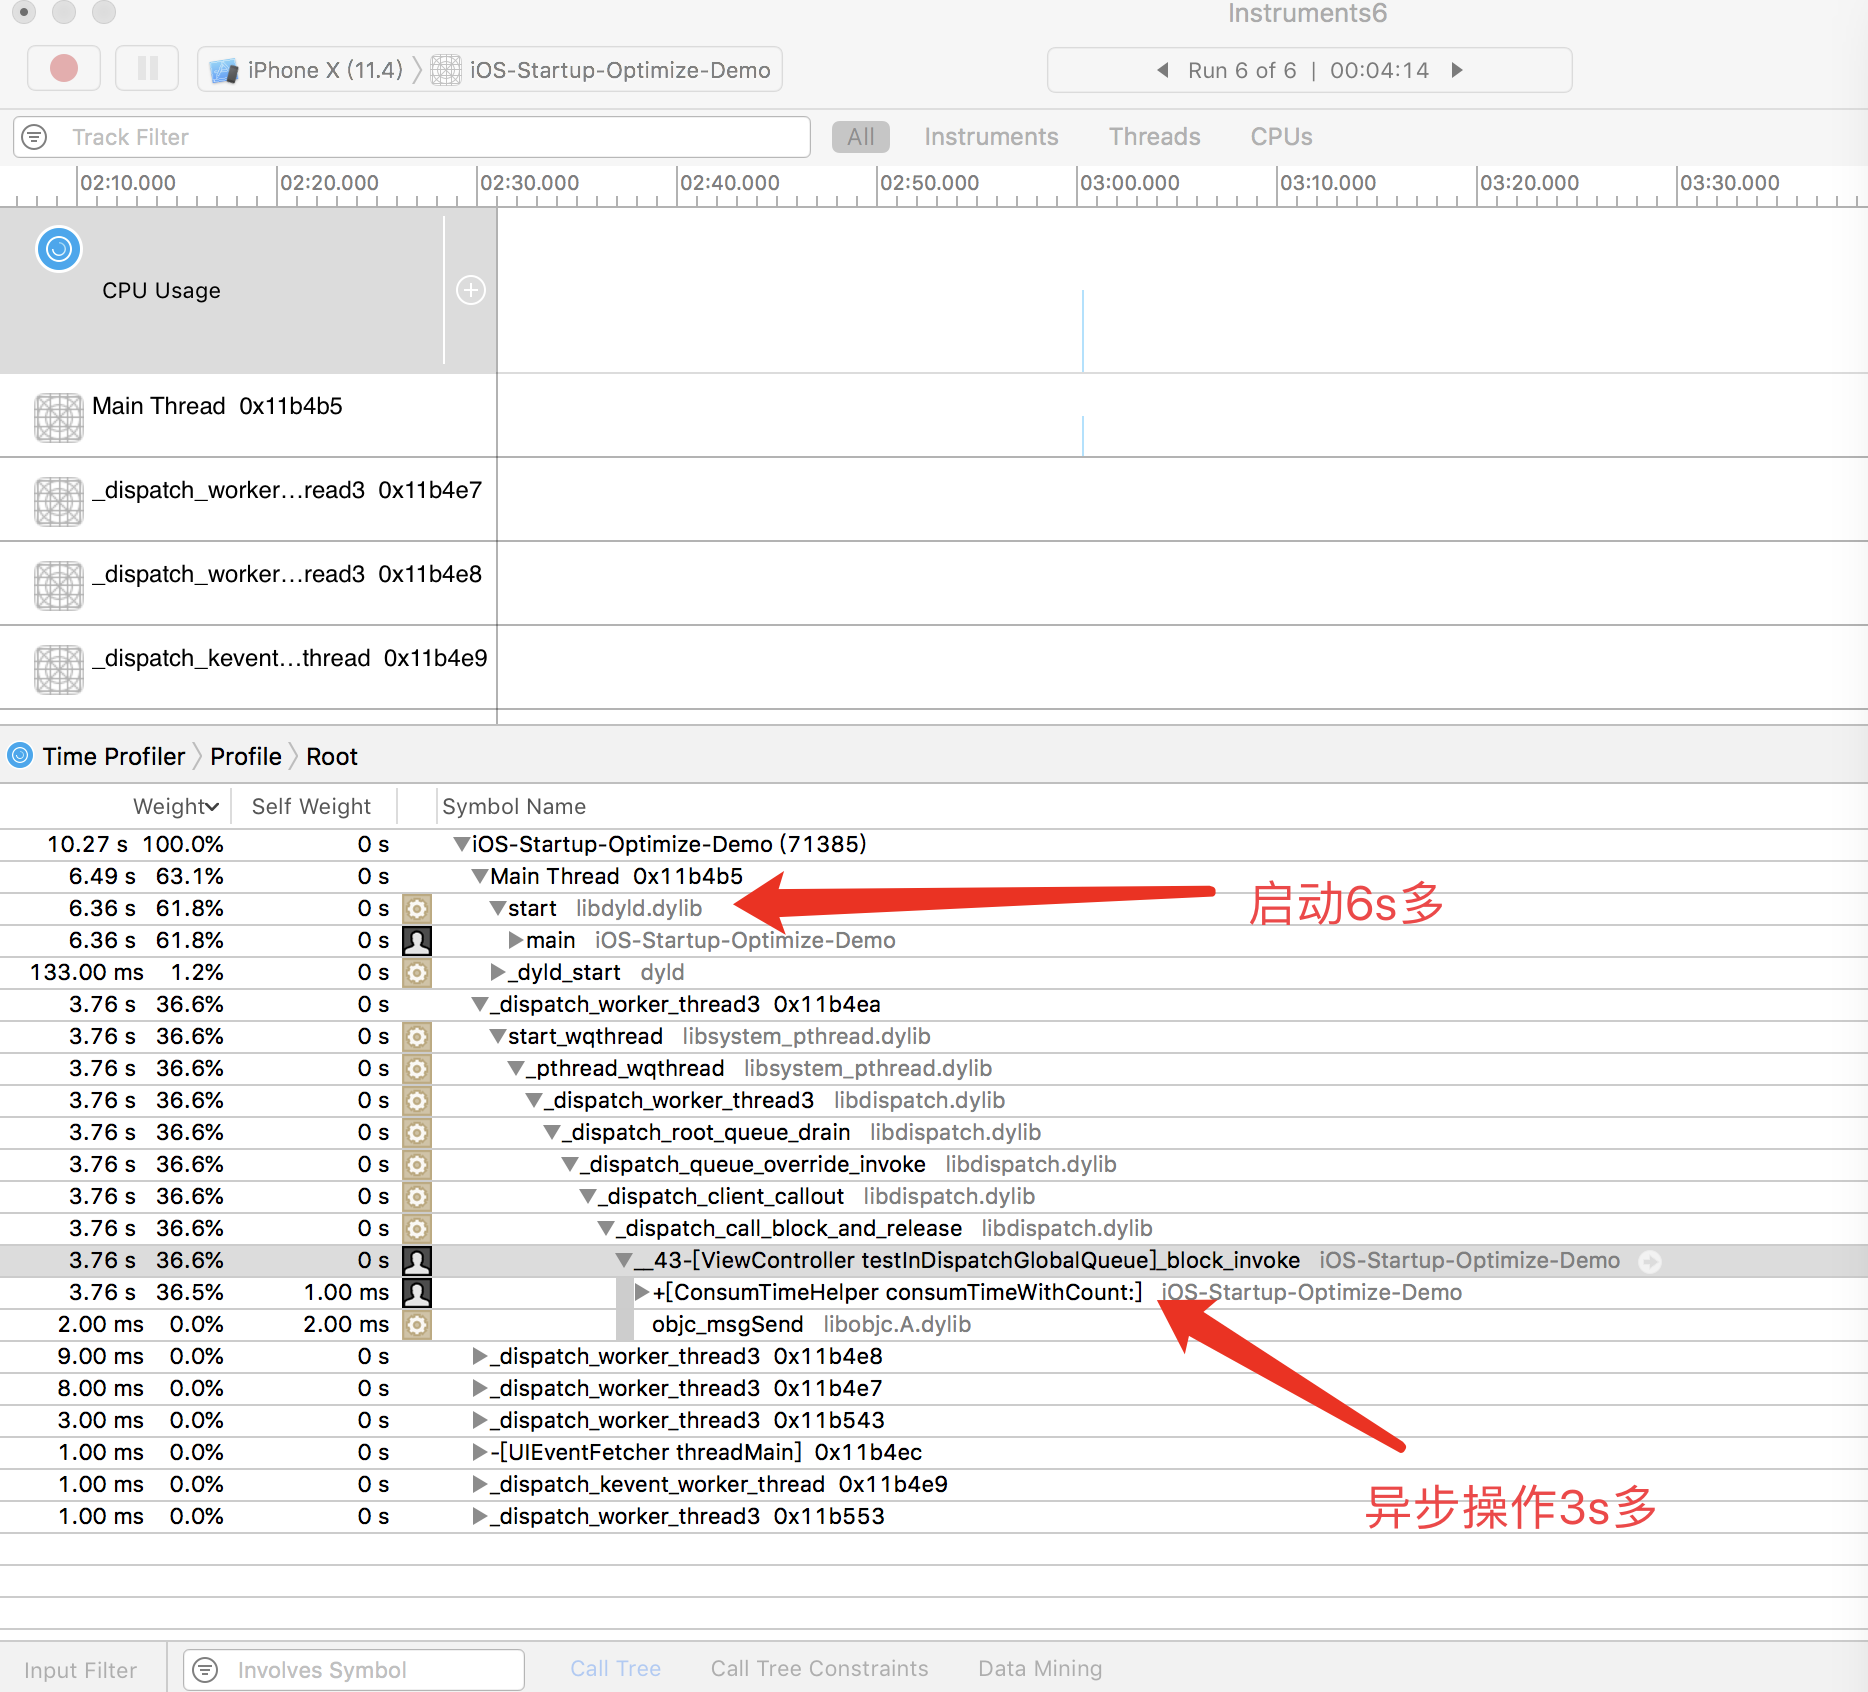 Instruments6
iPhone X (11.4) iOS-Startup-Optimize-Demo Run 6 of 6 | 00:04:14
Track Filter All Instruments Threads CPUs
02:10.000 02:20.000 02:30.000 02:40.000 02:50.000 03:00.000 03:10.000 03:20.000 03:30.000
CPU Usage
Main Thread 0x11b4b5
_dispatch_worker...read3 0x11b4e7
_dispatch_worker...read3 0x11b4e8
_dispatch_kevent...thread 0x11b4e9
Time Profiler Profile Root
Weight Self Weight Symbol Name
10.27 s 100.0% 0 s iOS-Startup-Optimize-Demo (71385)
6.49 s 63.1% 0 s Main Thread 0x11b4b5
6.36 s 61.8% 0 s start libdyld.dylib
启动6s多
6.36 s 61.8% 0 s main iOS-Startup-Optimize-Demo
133.00 ms 1.2% 0 s _dyld_start dyld
3.76 s 36.6% 0 s _dispatch_worker_thread3 0x11b4ea
3.76 s 36.6% 0 s start_wqthread libsystem_pthread.dylib
3.76 s 36.6% 0 s _pthread_wqthread libsystem_pthread.dylib
3.76 s 36.6% 0 s _dispatch_worker_thread3 libdispatch.dylib
3.76 s 36.6% 0 s _dispatch_root_queue_drain libdispatch.dylib
3.76 s 36.6% 0 s _dispatch_queue_override_invoke libdispatch.dylib
3.76 s 36.6% 0 s _dispatch_client_callout libdispatch.dylib
3.76 s 36.6% 0 s _dispatch_call_block_and_release libdispatch.dylib
3.76 s 36.6% 0 s __43-[ViewController testInDispatchGlobalQueue]_block_invoke iOS-Startup-Optimize-Demo
3.76 s 36.5% 1.00 ms +[ConsumTimeHelper consumTimeWithCount:] iOS-Startup-Optimize-Demo
2.00 ms 0.0% 2.00 ms objc_msgSend libobjc.A.dylib
9.00 ms 0.0% 0 s _dispatch_worker_thread3 0x11b4e8
8.00 ms 0.0% 0 s _dispatch_worker_thread3 0x11b4e7
3.00 ms 0.0% 0 s _dispatch_worker_thread3 0x11b543
1.00 ms 0.0% 0 s -[UIEventFetcher threadMain] 0x11b4ec
1.00 ms 0.0% 0 s _dispatch_kevent_worker_thread 0x11b4e9
异步操作3s多
1.00 ms 0.0% 0 s _dispatch_worker_thread3 0x11b553
Input Filter Involves Symbol Call Tree Call Tree Constraints Data Mining